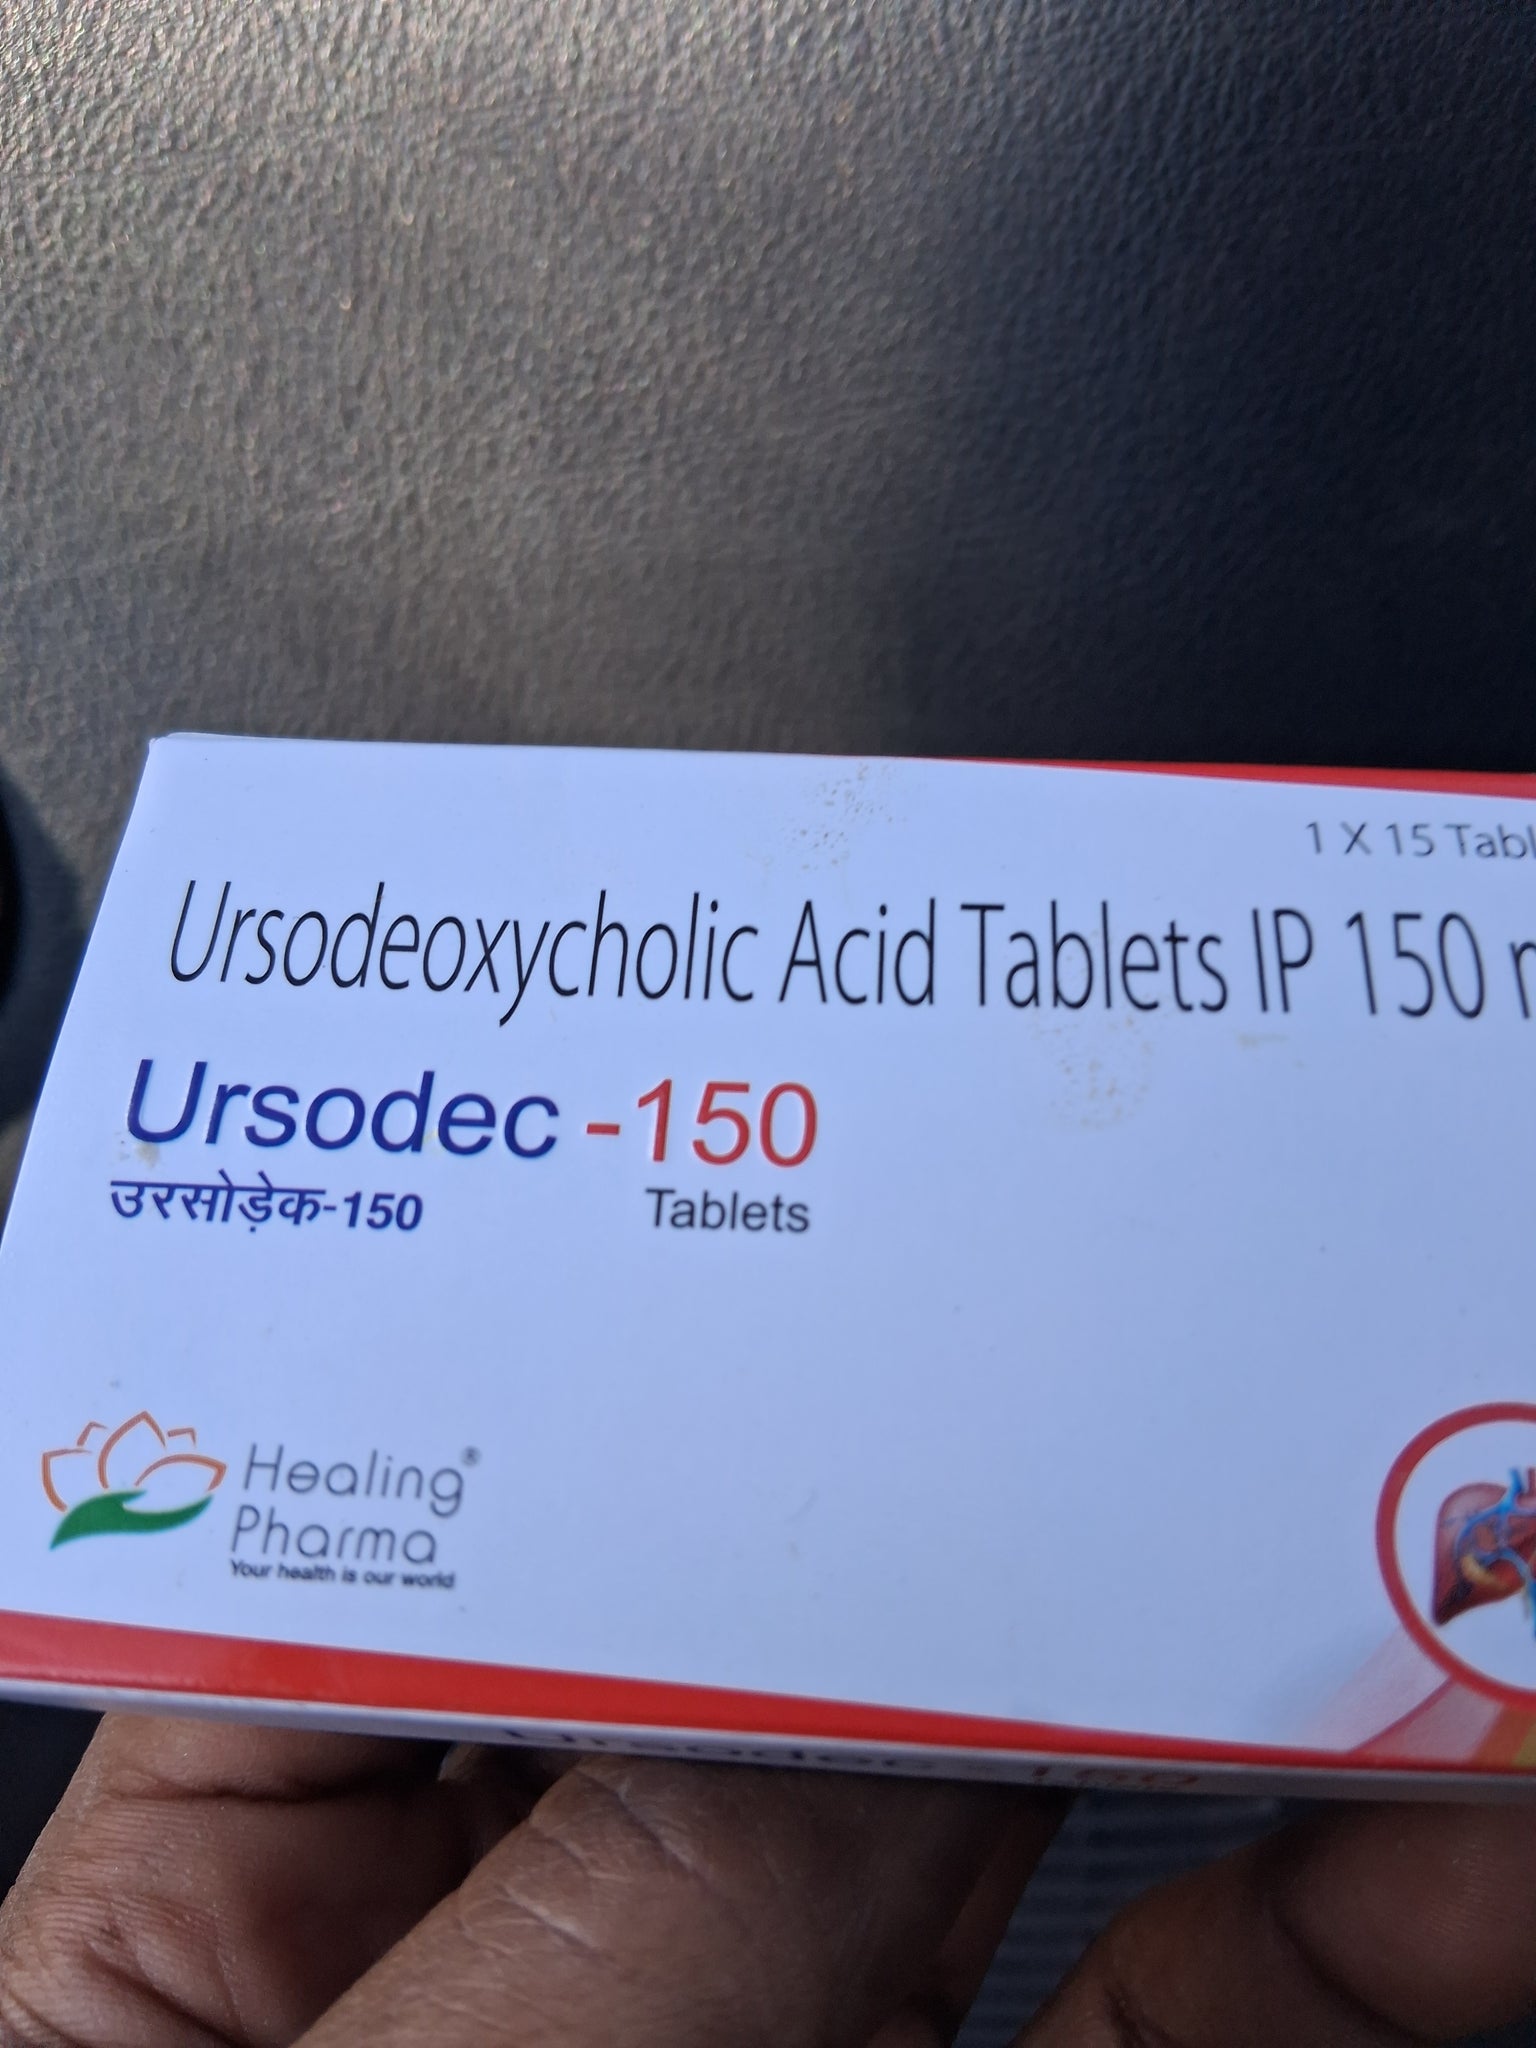 1 X 15
Ursodeoxycholic Acid Tablets IP 150
Ursodec -150
उरसोड़ेक-150
Tablets
Healing®
Pharma
Your health is our world